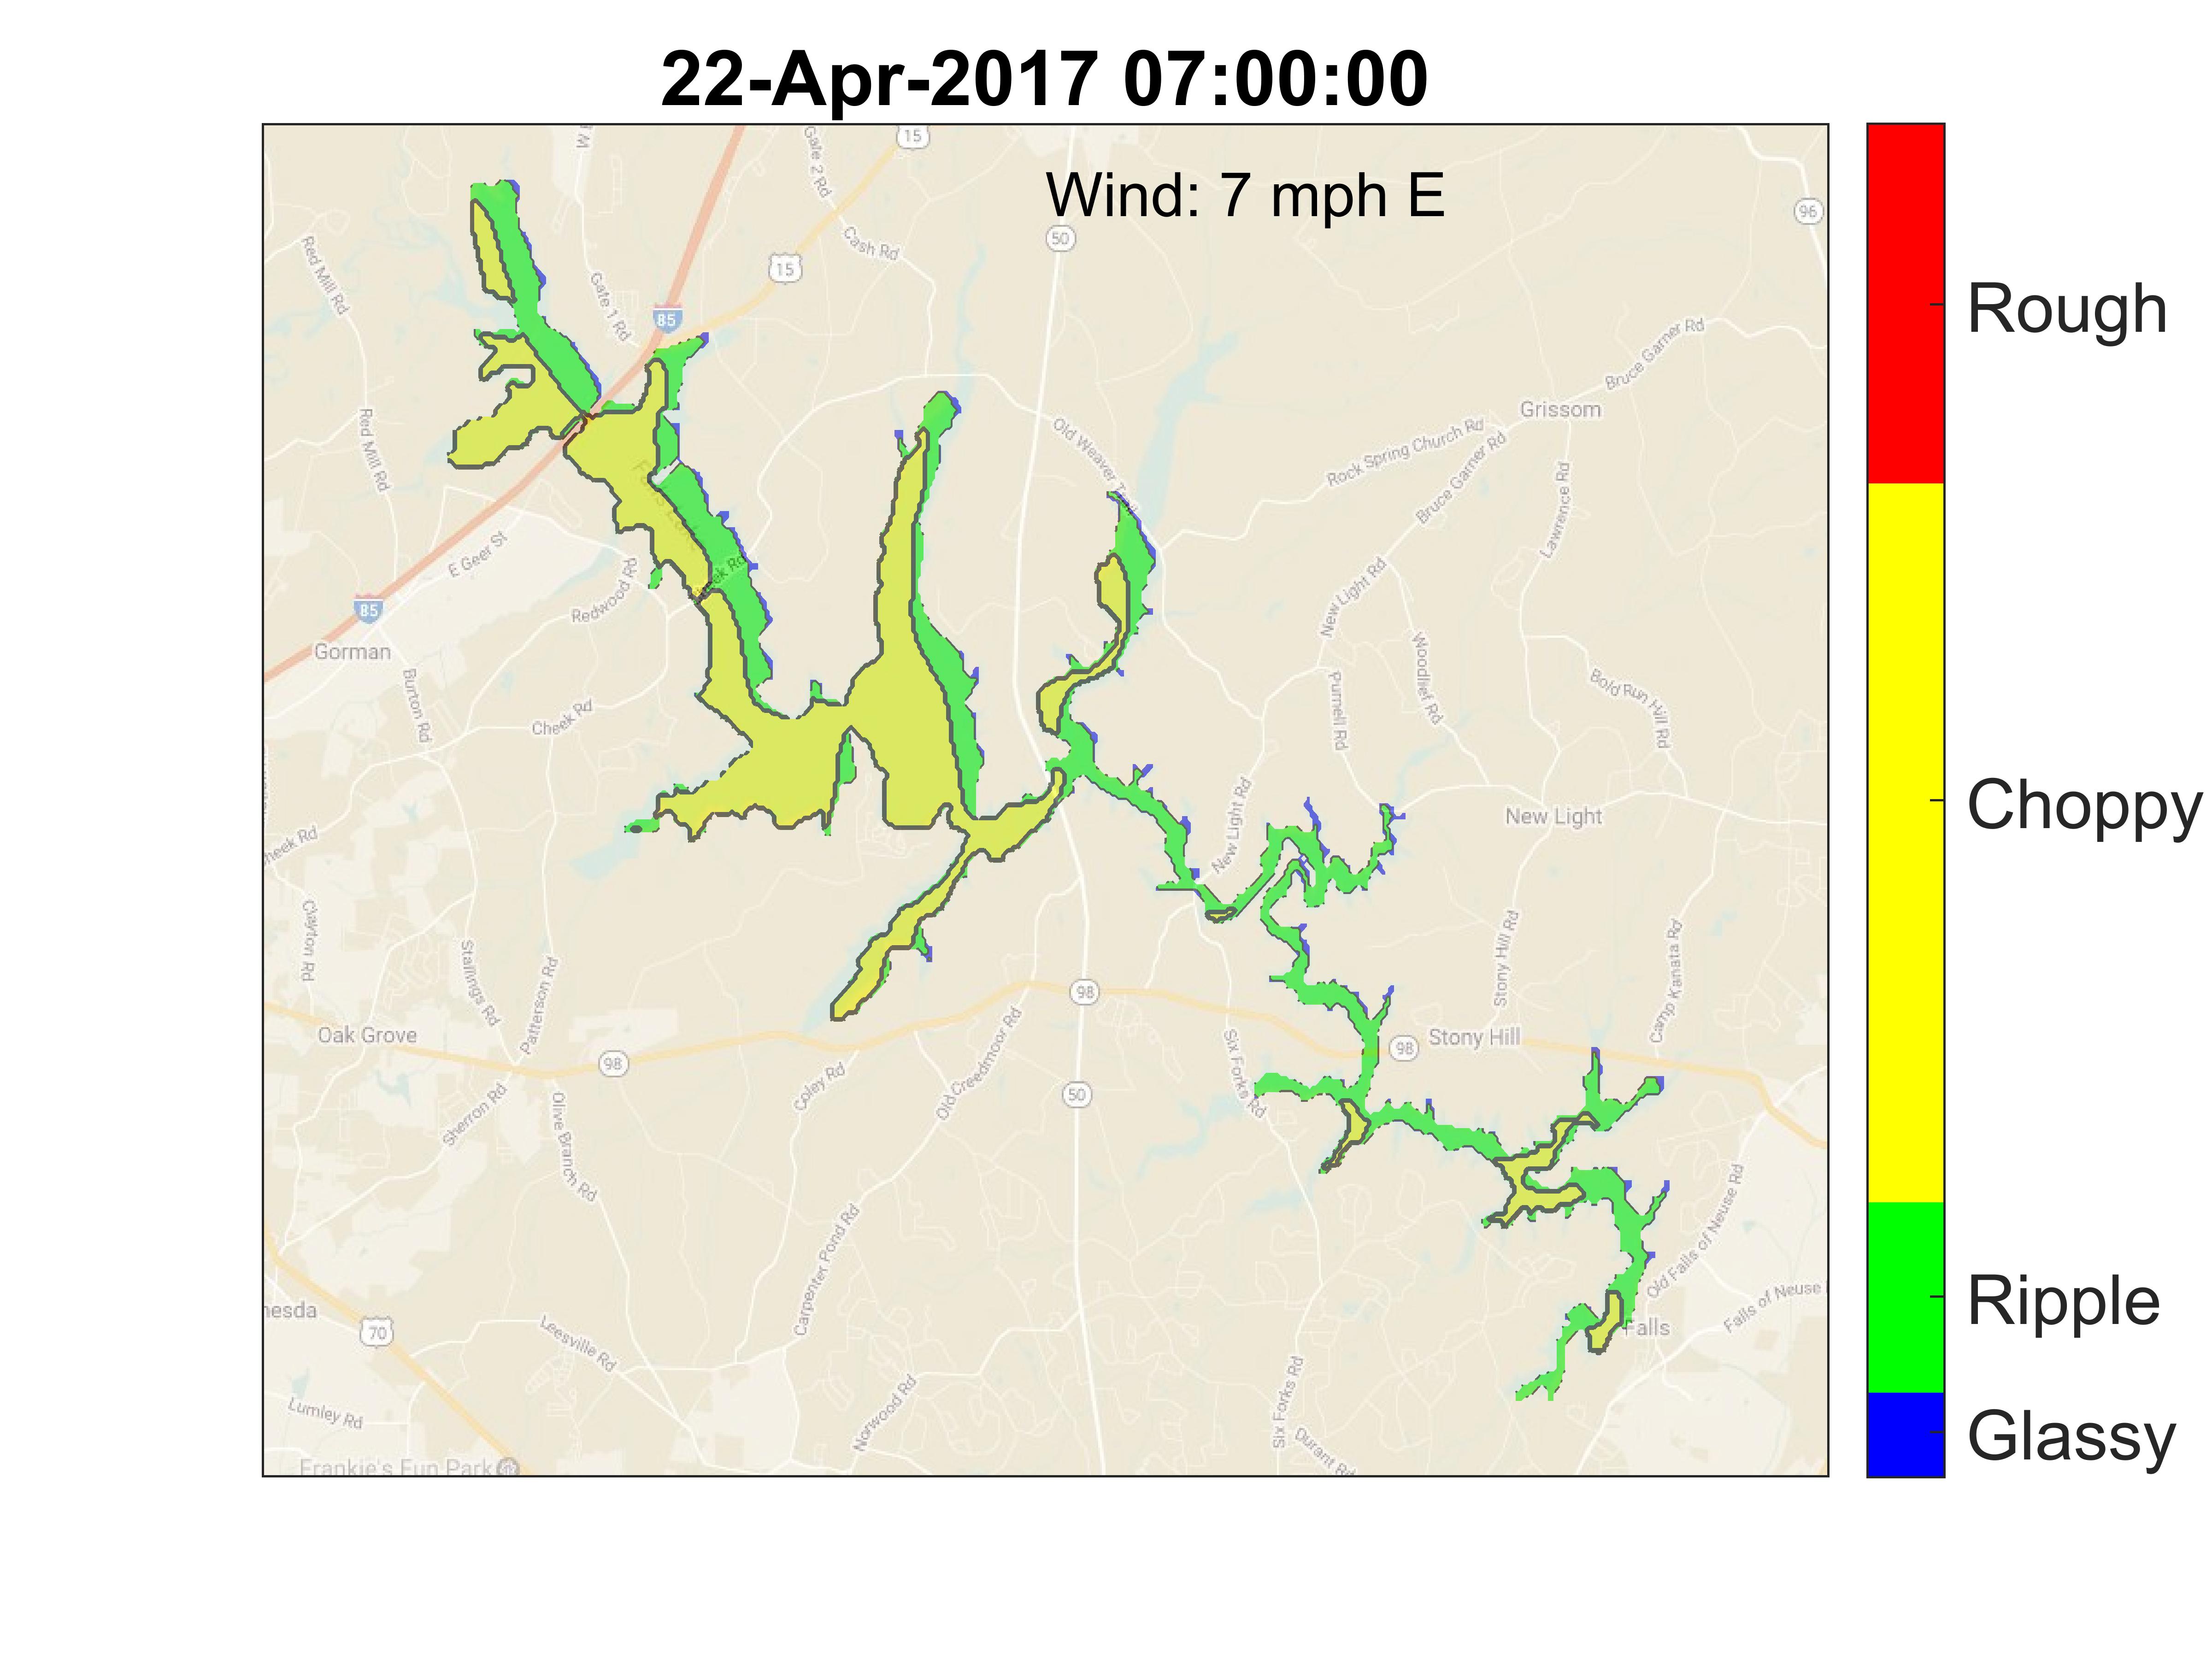 22-Apr-2017 07:00:00
Wind: 7 mph E
15
Gate 2 Rd
96
50
Cash Rd
Red Mill Rd
15
Gate 1 Rd
85
Bruce Garner Rd
Grissom
Red Mill Rd
Old Weaver Trail
Rock Spring Church Rd
Bruce Garner Rd
Lawrence Rd
E Geer St
Redwood Rd
New Light Rd
85
Gorman
Burton Rd
Cheek Rd
Purnell Rd
Woodlief Rd
Bold Run Hill Rd
New Light Rd
New Light
Clayton Rd
Stallings Rd
Patterson Rd
Stony Hill Rd
Camp Kanata Rd
98
Oak Grove
98
Old Creedmoor Rd
Six Forks Rd
98
Stony Hill
Sherron Rd
Olive Branch Rd
Coley Rd
50
Carpenter Pond Rd
Old Falls of Neuse Rd
Falls of Neuse
70
Leesville Rd
Falls
Lumley Rd
Norwood Rd
Six Forks Rd
Durant Rd
Frankie's Fun Park
Rough
Choppy
Ripple
Glassy